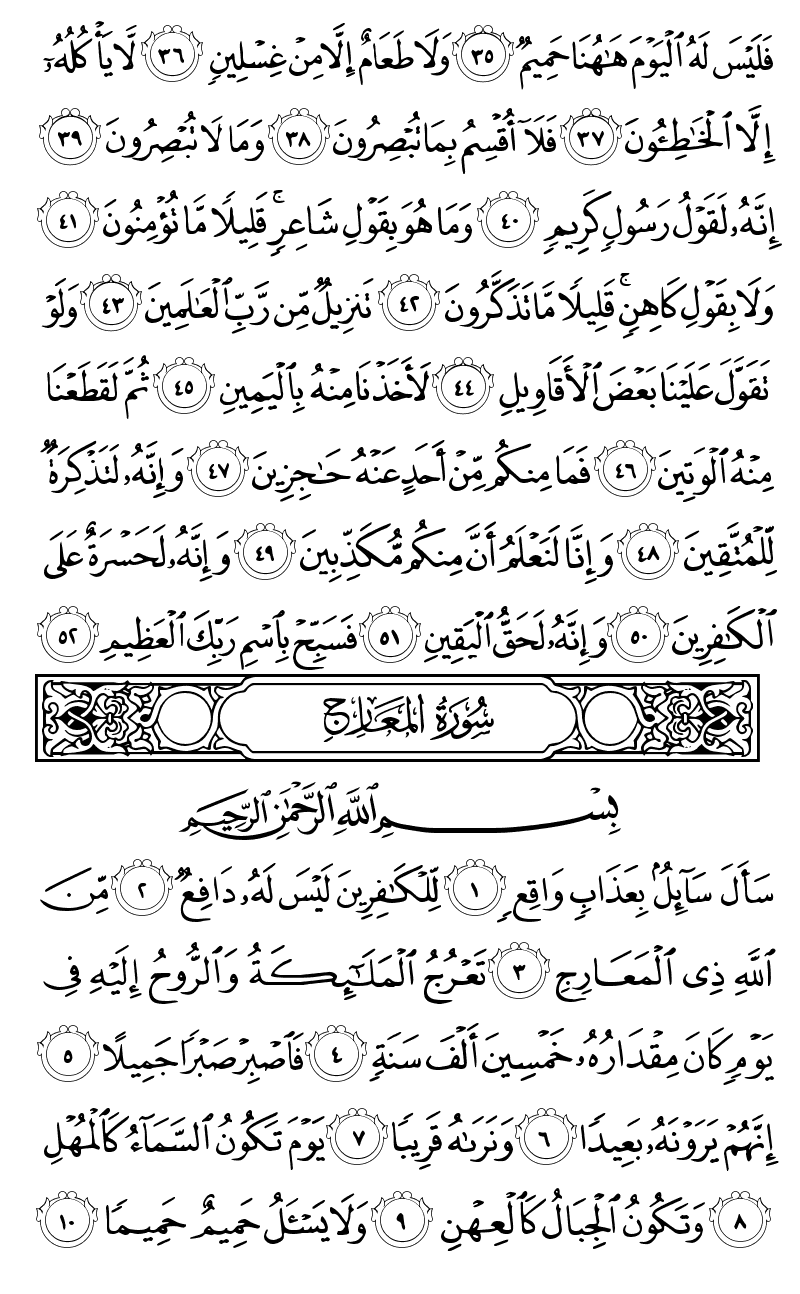 فَلَيْسَ لَهُ ٱلْيَوْمَ هَـٰهُنَا حَمِيمٌ ٣٥ وَلَا طَعَامٌ إِلَّا مِنْ غِسْلِينٍ ٣٦ لَّا يَأْكُلُهُۥٓ
إِلَّا ٱلْخَـٰطِـُٔونَ ٣٧ فَلَآ أُقْسِمُ بِمَا تُبْصِرُونَ ٣٨ وَمَا لَا تُبْصِرُونَ ٣٩
إِنَّهُۥ لَقَوْلُ رَسُولٍ كَرِيمٍ ٤٠ وَمَا هُوَ بِقَوْلِ شَاعِرٍ ۚ قَلِيلًا مَّا تُؤْمِنُونَ ٤١
وَلَا بِقَوْلِ كَاهِنٍ ۚ قَلِيلًا مَّا تَذَكَّرُونَ ٤٢ تَنزِيلٌ مِّن رَّبِّ ٱلْعَـٰلَمِينَ ٤٣ وَلَوْ
تَقَوَّلَ عَلَيْنَا بَعْضَ ٱلْأَقَاوِيلِ ٤٤ لَأَخَذْنَا مِنْهُ بِٱلْيَمِينِ ٤٥ ثُمَّ لَقَطَعْنَا
مِنْهُ ٱلْوَتِينَ ٤٦ فَمَا مِنكُم مِّنْ أَحَدٍ عَنْهُ حَـٰجِزِينَ ٤٧ وَإِنَّهُۥ لَتَذْكِرَةٌ
لِّلْمُتَّقِينَ ٤٨ وَإِنَّا لَنَعْلَمُ أَنَّ مِنكُم مُّكَذِّبِينَ ٤٩ وَإِنَّهُۥ لَحَسْرَةٌ عَلَى
ٱلْكَـٰفِرِينَ ٥٠ وَإِنَّهُۥ لَحَقُّ ٱلْيَقِينِ ٥١ فَسَبِّحْ بِٱسْمِ رَبِّكَ ٱلْعَظِيمِ ٥٢
سُورَةُ المَعَارِجِ
بِسْمِ ٱللَّهِ ٱلرَّحْمَـٰنِ ٱلرَّحِيمِ
سَأَلَ سَآئِلٌۢ بِعَذَابٍ وَاقِعٍ ١ لِّلْكَـٰفِرِينَ لَيْسَ لَهُۥ دَافِعٌ ٢ مِّنَ
ٱللَّهِ ذِى ٱلْمَعَارِجِ ٣ تَعْرُجُ ٱلْمَلَـٰٓئِكَةُ وَٱلرُّوحُ إِلَيْهِ فِى
يَوْمٍ كَانَ مِقْدَارُهُۥ خَمْسِينَ أَلْفَ سَنَةٍ ٤ فَٱصْبِرْ صَبْرًا جَمِيلًا ٥
إِنَّهُمْ يَرَوْنَهُۥ بَعِيدًا ٦ وَنَرَىٰهُ قَرِيبًا ٧ يَوْمَ تَكُونُ ٱلسَّمَآءُ كَٱلْمُهْلِ
٨ وَتَكُونُ ٱلْجِبَالُ كَٱلْعِهْنِ ٩ وَلَا يَسْـَٔلُ حَمِيمٌ حَمِيمًا ١٠